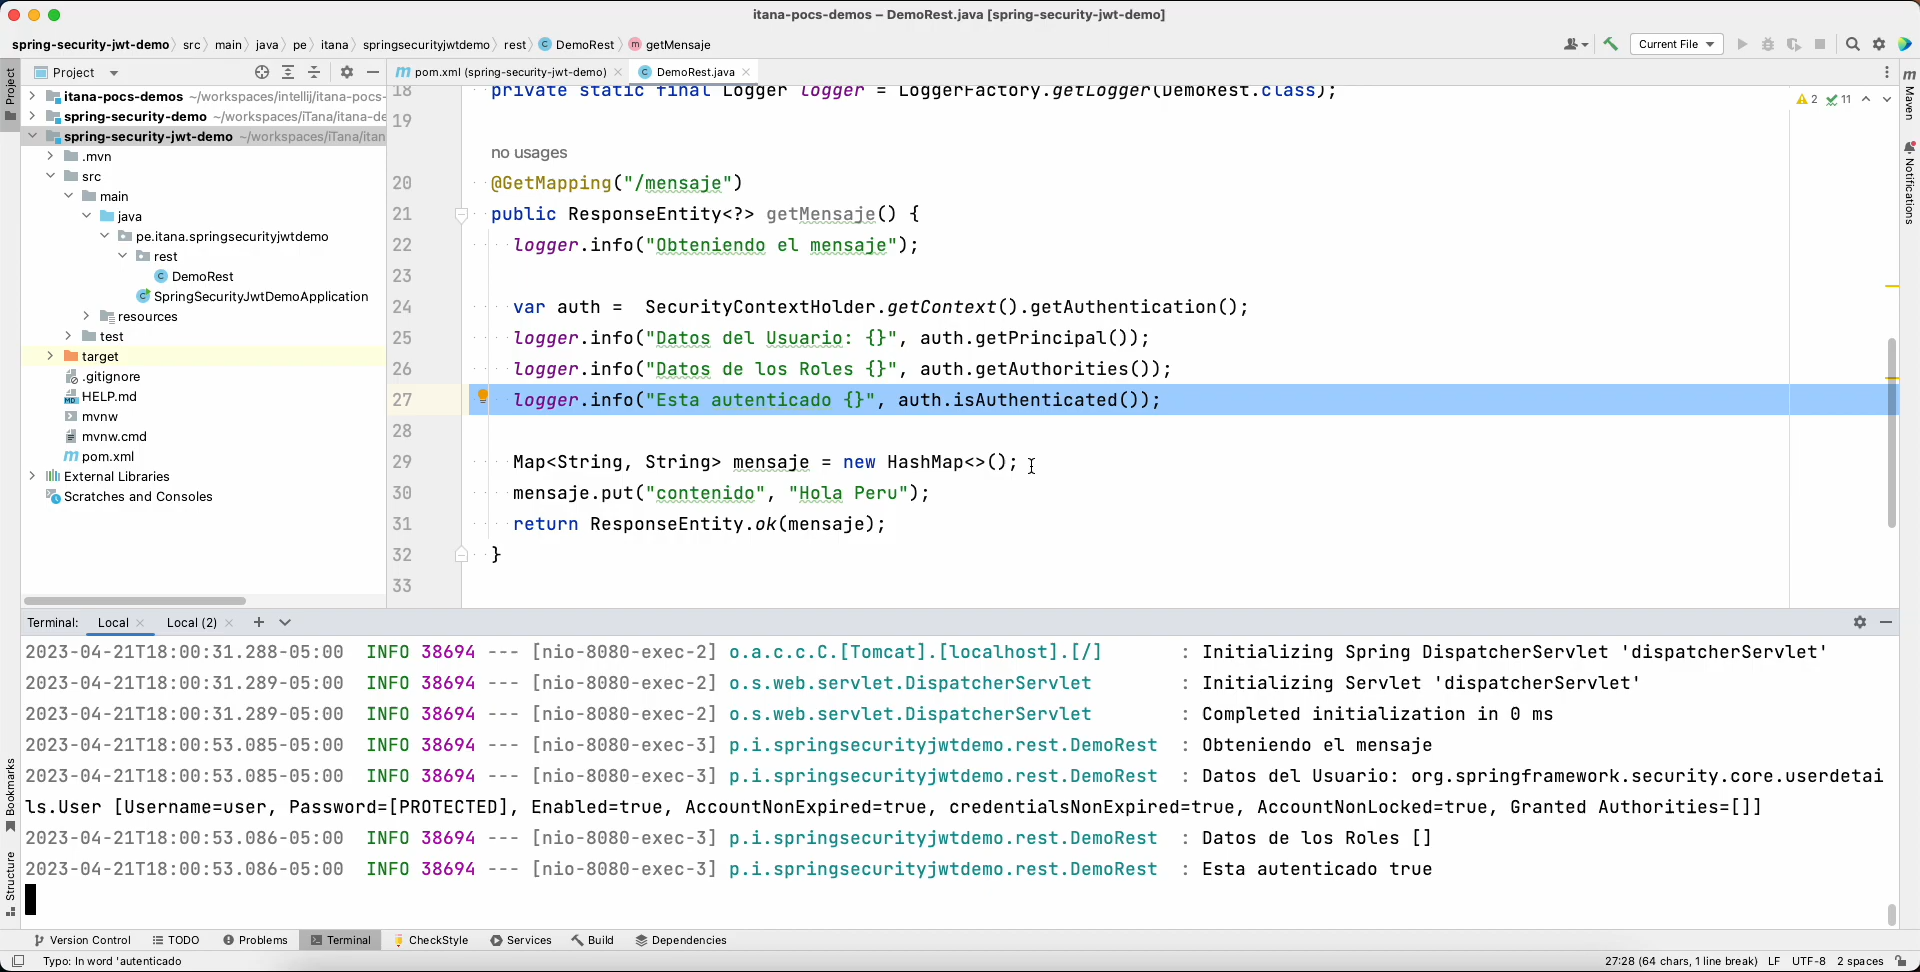 itana-pocs-demos – DemoRest.java [spring-security-jwt-demo]
spring-security-jwt-demo src main java pe itana springsecurityjwtdemo rest DemoRest getMensaje
Current File
Project
pom.xml (spring-security-jwt-demo) DemoRest.java
Project
Maven
Notifications
Bookmarks
Structure
itana-pocs-demos ~/workspaces/intellij/itana-pocs-
spring-security-demo ~/workspaces/iTana/itana-de
spring-security-jwt-demo ~/workspaces/iTana/itan
.mvn
src
main
java
pe.itana.springsecurityjwtdemo
rest
DemoRest
SpringSecurityJwtDemoApplication
resources
test
target
.gitignore
HELP.md
mvnw
mvnw.cmd
pom.xml
External Libraries
Scratches and Consoles
2 11
18 private static final Logger logger = LoggerFactory.getLogger(DemoRest.class);
19
no usages
20 @GetMapping("/mensaje")
21 public ResponseEntity<?> getMensaje() {
22 logger.info("Obteniendo el mensaje");
23
24 var auth = SecurityContextHolder.getContext().getAuthentication();
25 logger.info("Datos del Usuario: {}", auth.getPrincipal());
26 logger.info("Datos de los Roles {}", auth.getAuthorities());
27 logger.info("Esta autenticado {}", auth.isAuthenticated());
28
29 Map<String, String> mensaje = new HashMap<>();
30 mensaje.put("contenido", "Hola Peru");
31 return ResponseEntity.ok(mensaje);
32 }
33
Terminal: Local Local (2)
2023-04-21T18:00:31.288-05:00 INFO 38694 --- [nio-8080-exec-2] o.a.c.c.C.[Tomcat].[localhost].[/] : Initializing Spring DispatcherServlet 'dispatcherServlet'
2023-04-21T18:00:31.289-05:00 INFO 38694 --- [nio-8080-exec-2] o.s.web.servlet.DispatcherServlet : Initializing Servlet 'dispatcherServlet'
2023-04-21T18:00:31.289-05:00 INFO 38694 --- [nio-8080-exec-2] o.s.web.servlet.DispatcherServlet : Completed initialization in 0 ms
2023-04-21T18:00:53.085-05:00 INFO 38694 --- [nio-8080-exec-3] p.i.springsecurityjwtdemo.rest.DemoRest : Obteniendo el mensaje
2023-04-21T18:00:53.085-05:00 INFO 38694 --- [nio-8080-exec-3] p.i.springsecurityjwtdemo.rest.DemoRest : Datos del Usuario: org.springframework.security.core.userdetai
ls.User [Username=user, Password=[PROTECTED], Enabled=true, AccountNonExpired=true, credentialsNonExpired=true, AccountNonLocked=true, Granted Authorities=[]]
2023-04-21T18:00:53.086-05:00 INFO 38694 --- [nio-8080-exec-3] p.i.springsecurityjwtdemo.rest.DemoRest : Datos de los Roles []
2023-04-21T18:00:53.086-05:00 INFO 38694 --- [nio-8080-exec-3] p.i.springsecurityjwtdemo.rest.DemoRest : Esta autenticado true
Version Control TODO Problems Terminal CheckStyle Services Build Dependencies
Typo: In word 'autenticado 27:28 (64 chars, 1 line break) LF UTF-8 2 spaces